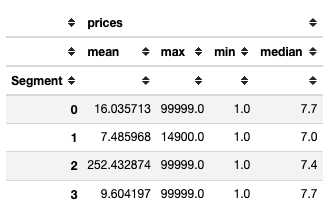 prices
mean max min median
Segment
0 16.035713 99999.0 1.0 7.7
1 7.485968 14900.0 1.0 7.0
2 252.432874 99999.0 1.0 7.4
3 9.604197 99999.0 1.0 7.7